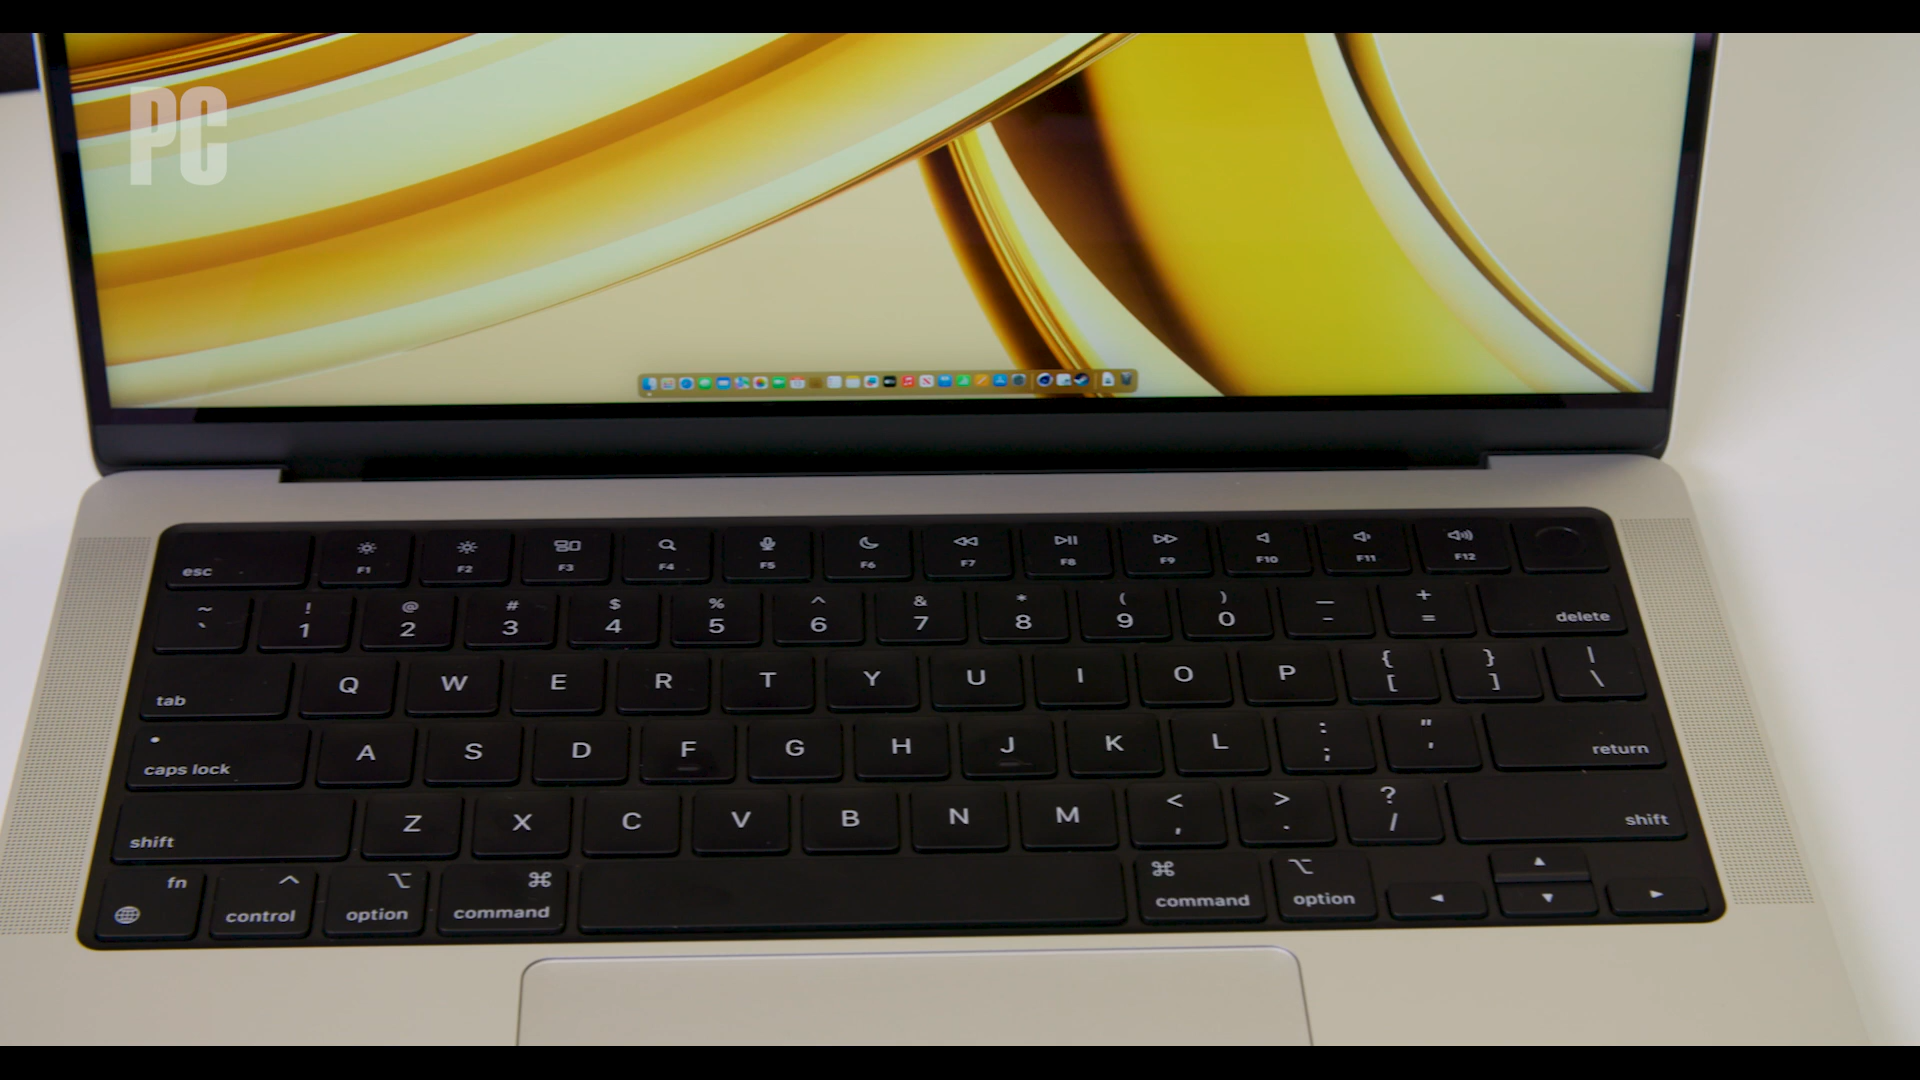 PC
esc F1 F2 F3 F4 F5 F6 F7 F8 F9 F10 F11 F12
~ ! @ # $ % ^ & * ( ) — +
` 1 2 3 4 5 6 7 8 9 0 - = delete
tab Q W E R T Y U I O P { [ } ] | \
caps lock A S D F G H J K L : ; " ' return
shift Z X C V B N M < , > . ? / shift
fn ^ ⌥ ⌘ ⌘ ⌥
control option command command option